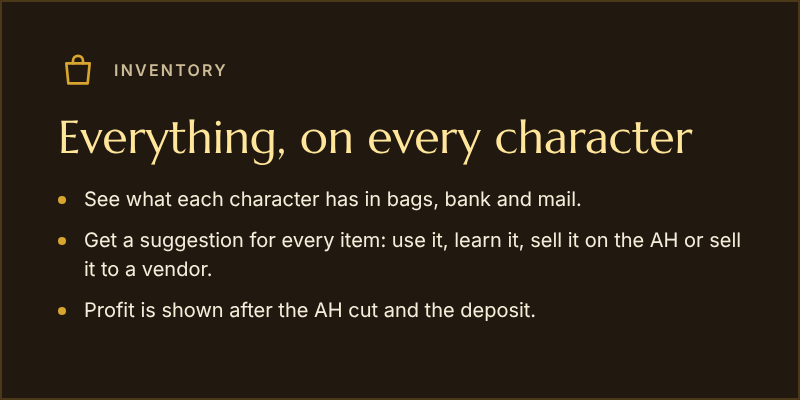 INVENTORY
Everything, on every character
See what each character has in bags, bank and mail.
Get a suggestion for every item: use it, learn it, sell it on the AH or sell
it to a vendor.
Profit is shown after the AH cut and the deposit.